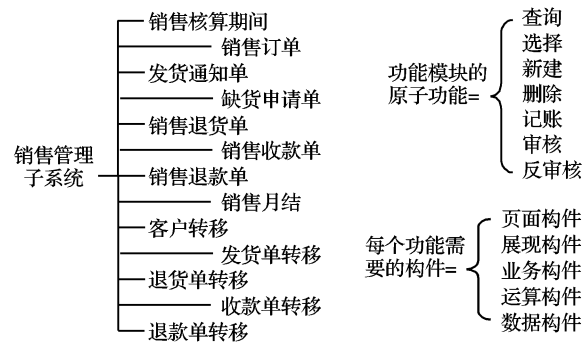 销售管理
子系统
销售核算期间
销售订单
发货通知单
缺货申请单
销售退货单
销售收款单
销售退款单
销售月结
客户转移
发货单转移
退货单转移
收款单转移
退款单转移
功能模块的
原子功能=
查询
选择
新建
删除
记账
审核
反审核
每个功能需
要的构件=
页面构件
展现构件
业务构件
运算构件
数据构件